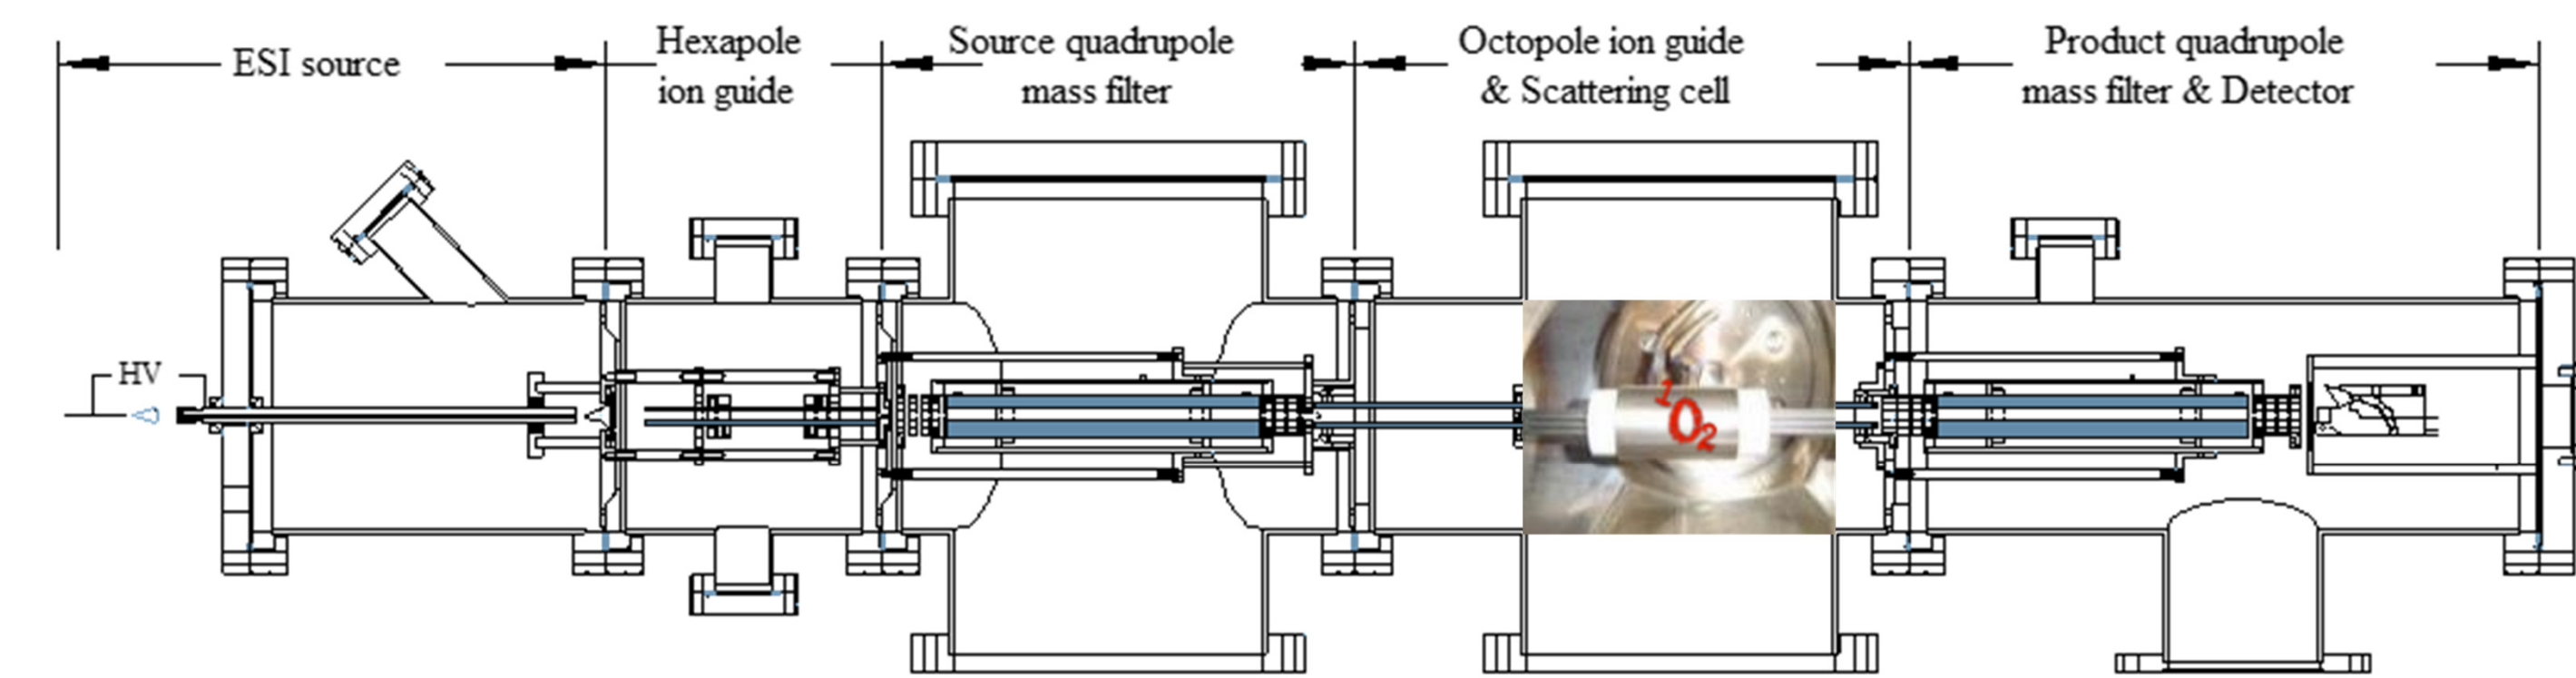 ESI source
Hexapole
ion guide
Source quadrupole
mass filter
Octopole ion guide
& Scattering cell
Product quadrupole
mass filter & Detector
HV
¹O₂